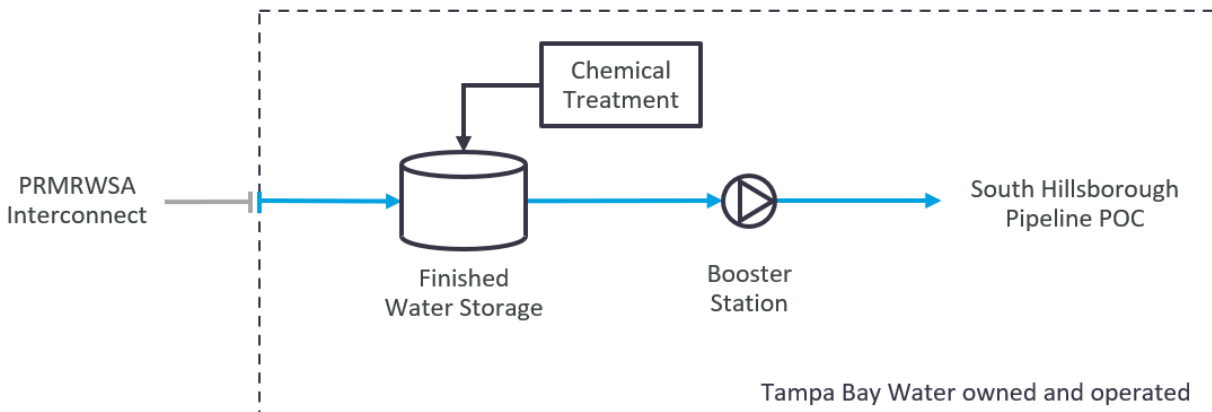 Chemical
Treatment
PRMRWSA
Interconnect
South Hillsborough
Pipeline POC
Finished
Water Storage
Booster
Station
Tampa Bay Water owned and operated